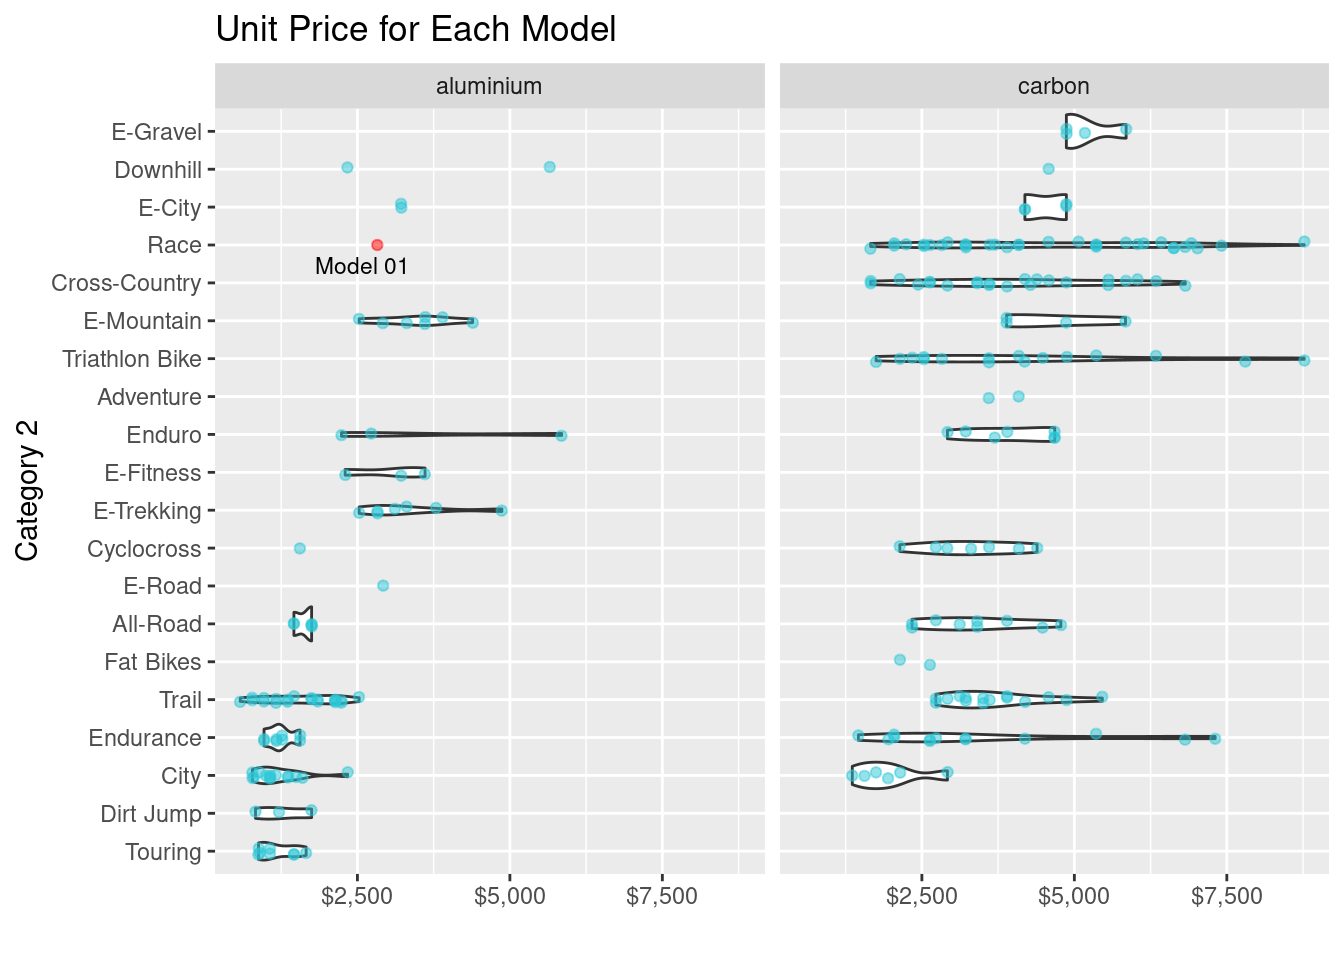 Unit Price for Each Model
aluminium
carbon
Category 2
E-Gravel
Downhill
E-City
Race
Model 01
Cross-Country
E-Mountain
Triathlon Bike
Adventure
Enduro
E-Fitness
E-Trekking
Cyclocross
E-Road
All-Road
Fat Bikes
Trail
Endurance
City
Dirt Jump
Touring
$2,500 $5,000 $7,500
$2,500 $5,000 $7,500